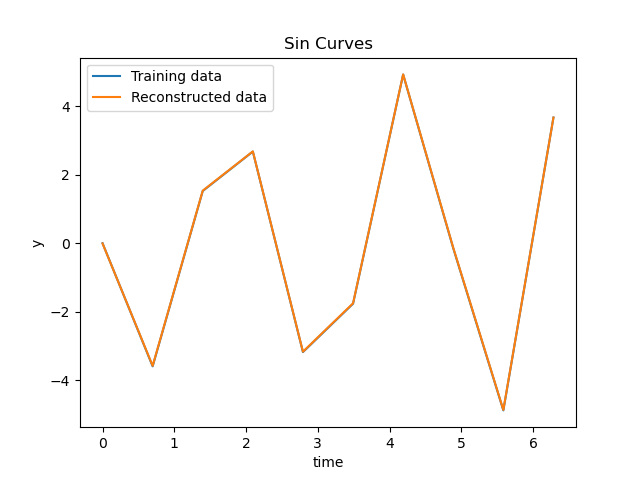 Sin Curves
Training data
Reconstructed data
4
2
0
−2
−4
y
0 1 2 3 4 5 6
time